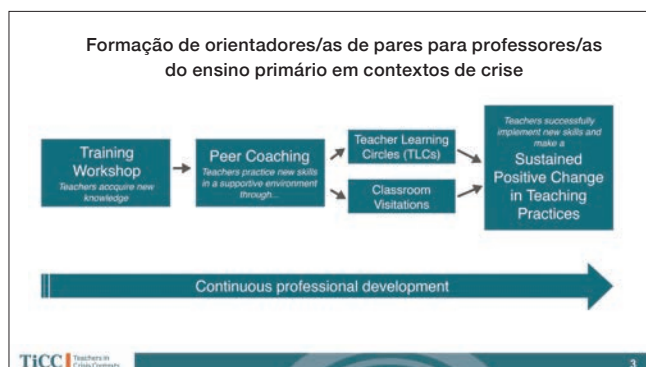 Formação de orientadores/as de pares para professores/as
do ensino primário em contextos de crise
Training
Workshop
Teachers accquire new
knowledge
Peer Coaching
Teachers practice new skills
in a supportive environment
through...
Teacher Learning
Circles (TLCs)
Classroom
Visitations
Teachers successfully
implement new skills and
make a
Sustained
Positive Change
in Teaching
Practices
Continuous professional development
TiCC
Teachers in
Crisis Contexts
3